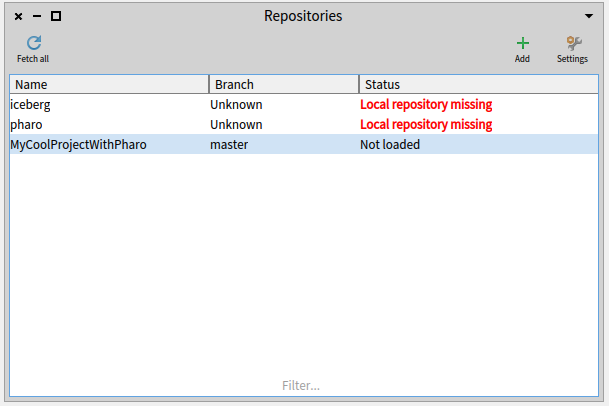 Repositories
Fetch all Add Settings
Name Branch Status
iceberg Unknown Local repository missing
pharo Unknown Local repository missing
MyCoolProjectWithPharo master Not loaded
Filter...